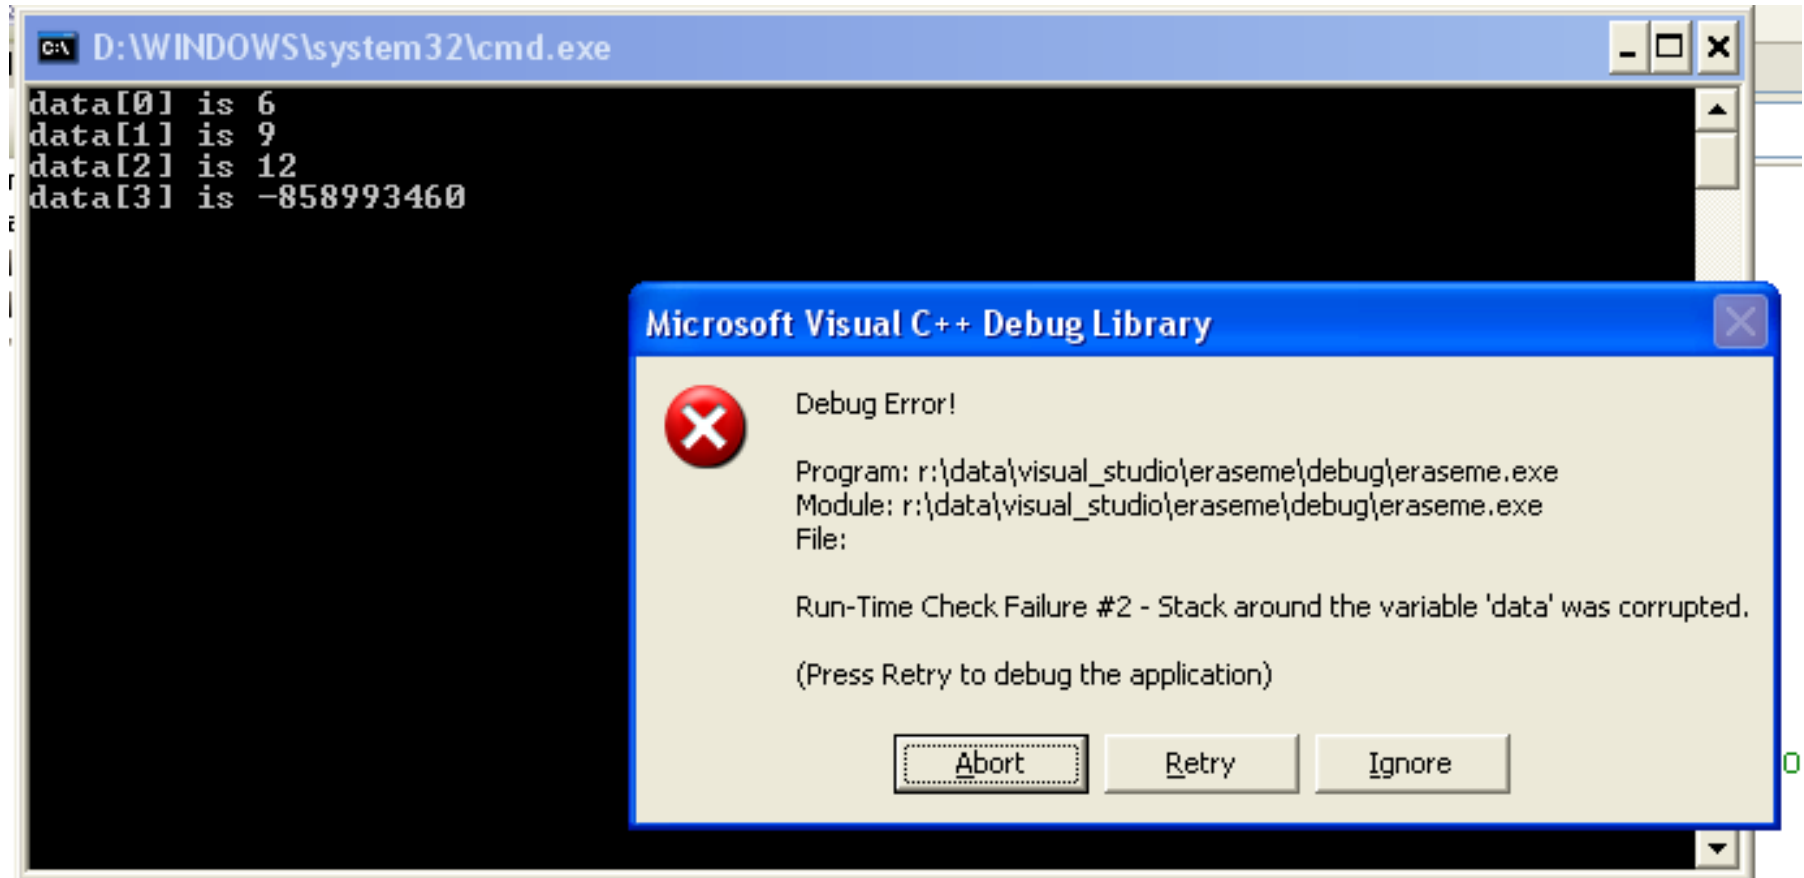 D:\WINDOWS\system32\cmd.exe
data[0] is 6
data[1] is 9
data[2] is 12
data[3] is -858993460
Microsoft Visual C++ Debug Library
Debug Error!
Program: r:\data\visual_studio\eraseme\debug\eraseme.exe
Module: r:\data\visual_studio\eraseme\debug\eraseme.exe
File:
Run-Time Check Failure #2 - Stack around the variable 'data' was corrupted.
(Press Retry to debug the application)
Abort
Retry
Ignore